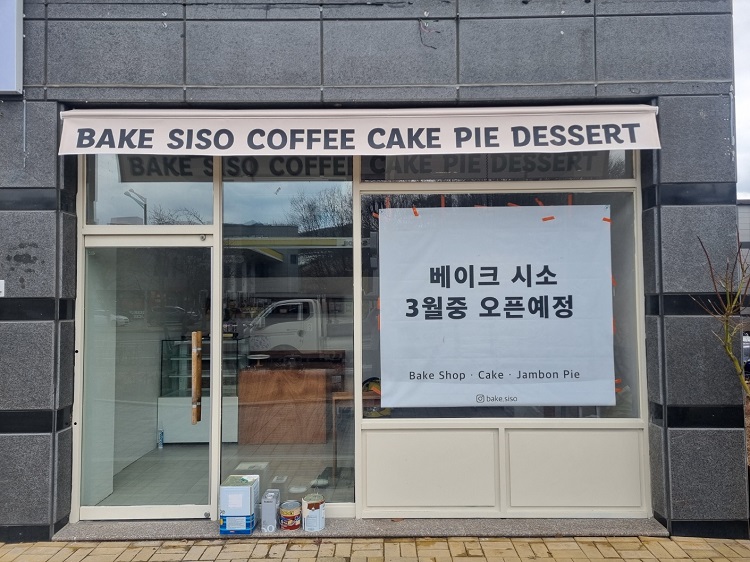 BAKE SISO COFFEE CAKE PIE DESSERT
베이크 시소
3월중 오픈예정
Bake Shop · Cake · Jambon Pie
bake.siso